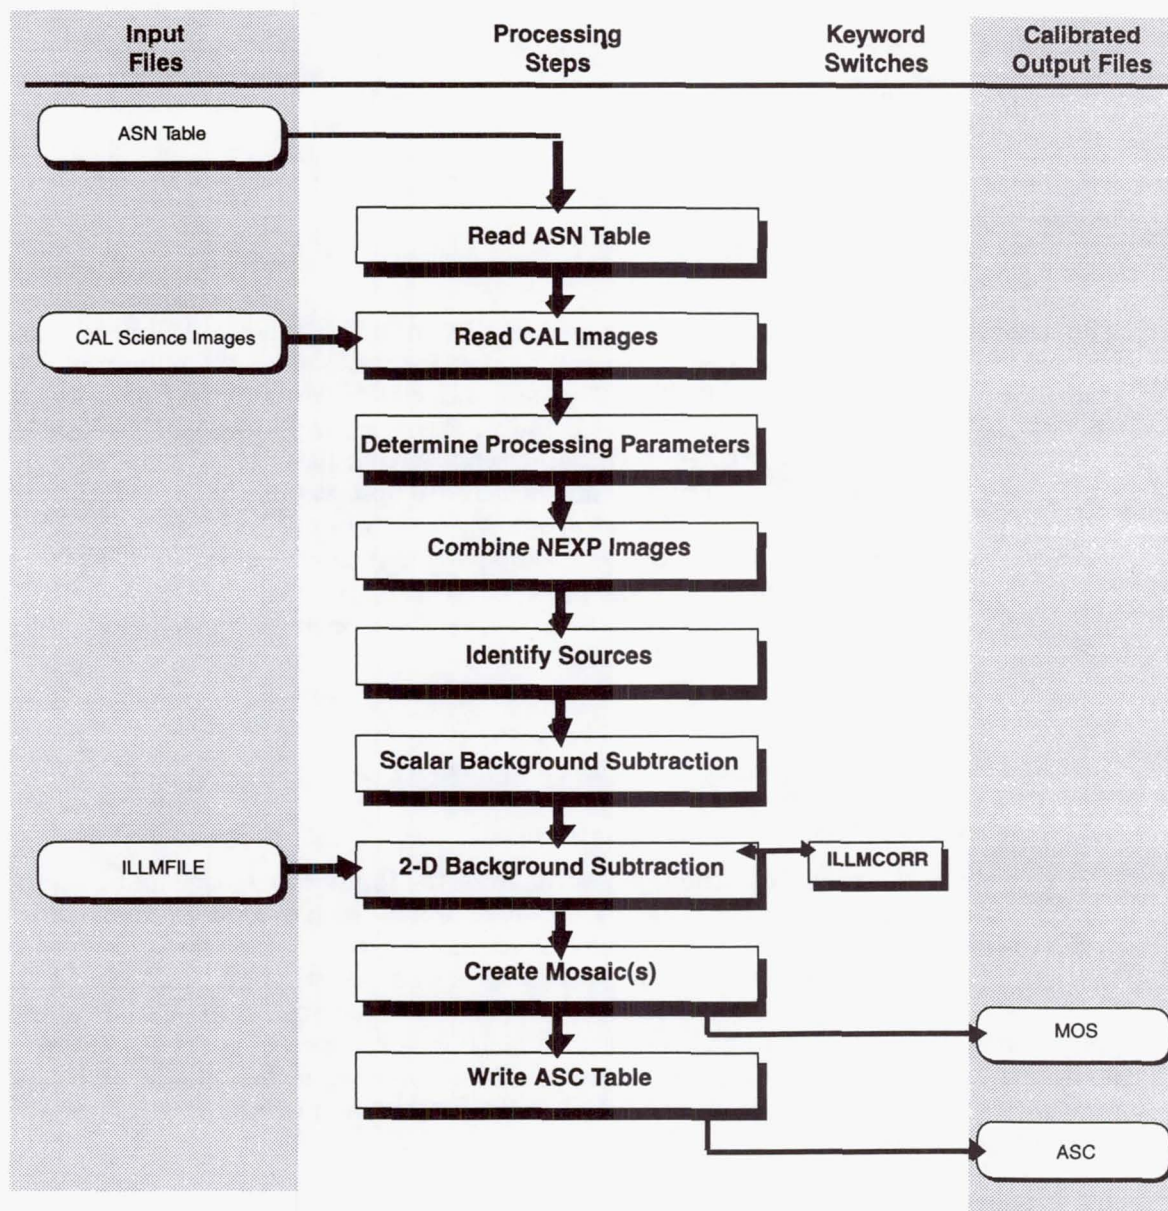 Input
Files
Processing
Steps
Keyword
Switches
Calibrated
Output Files
ASN Table
Read ASN Table
CAL Science Images
Read CAL Images
Determine Processing Parameters
Combine NEXP Images
Identify Sources
Scalar Background Subtraction
ILLMFILE
2-D Background Subtraction
ILLMCORR
Create Mosaic(s)
MOS
Write ASC Table
ASC